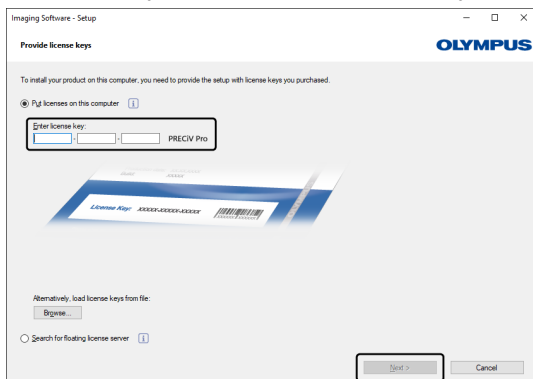 Imaging Software - Setup
Provide license keys
OLYMPUS
To install your product on this computer, you need to provide the setup with license keys you purchased.
Put licenses on this computer
Enter license key:
- - PRECiV Pro
License Key: XXXXX-XXXXX-XXXXX
Alternatively, load license keys from file:
Browse...
Search for floating license server
Next >
Cancel